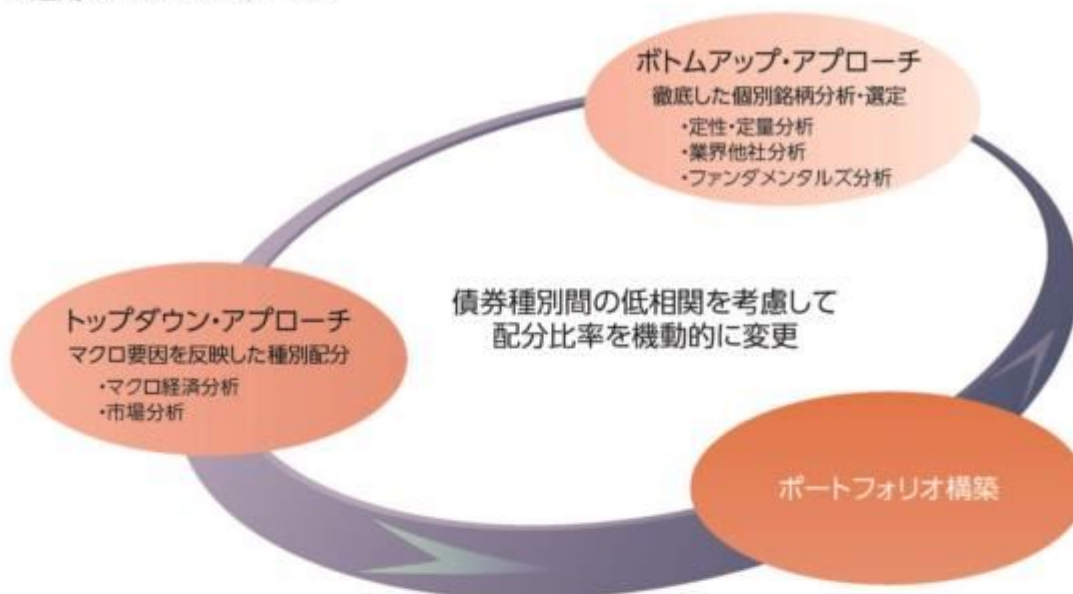 ボトムアップ・アプローチ
徹底した個別銘柄分析・選定
・定性・定量分析
・業界他社分析
・ファンダメンタルズ分析
トップダウン・アプローチ
マクロ要因を反映した種別配分
・マクロ経済分析
・市場分析
債券種別間の低相関を考慮して
配分比率を機動的に変更
ポートフォリオ構築